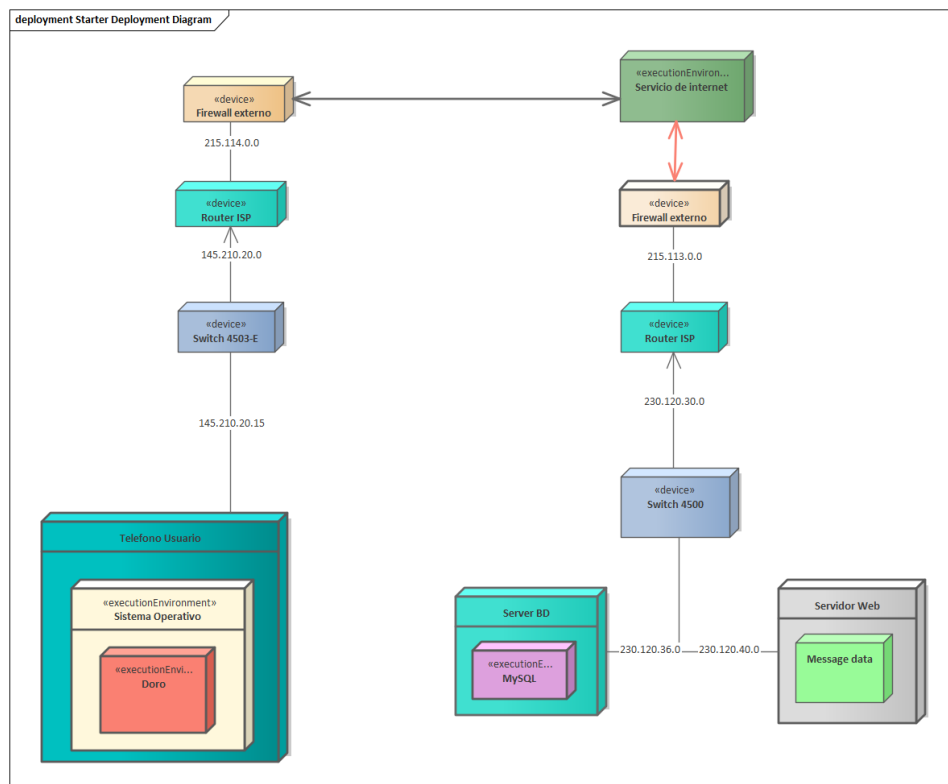 deployment Starter Deployment Diagram
«device»
Firewall externo
«executionEnviron...
Servicio de internet
215.114.0.0
«device»
Router ISP
«device»
Firewall externo
145.210.20.0
215.113.0.0
«device»
Switch 4503-E
«device»
Router ISP
230.120.30.0
145.210.20.15
«device»
Switch 4500
Telefono Usuario
«executionEnvironment»
Sistema Operativo
«executionEnvi...
Doro
Server BD
«executionE...
MySQL
230.120.36.0
230.120.40.0
Servidor Web
Message data